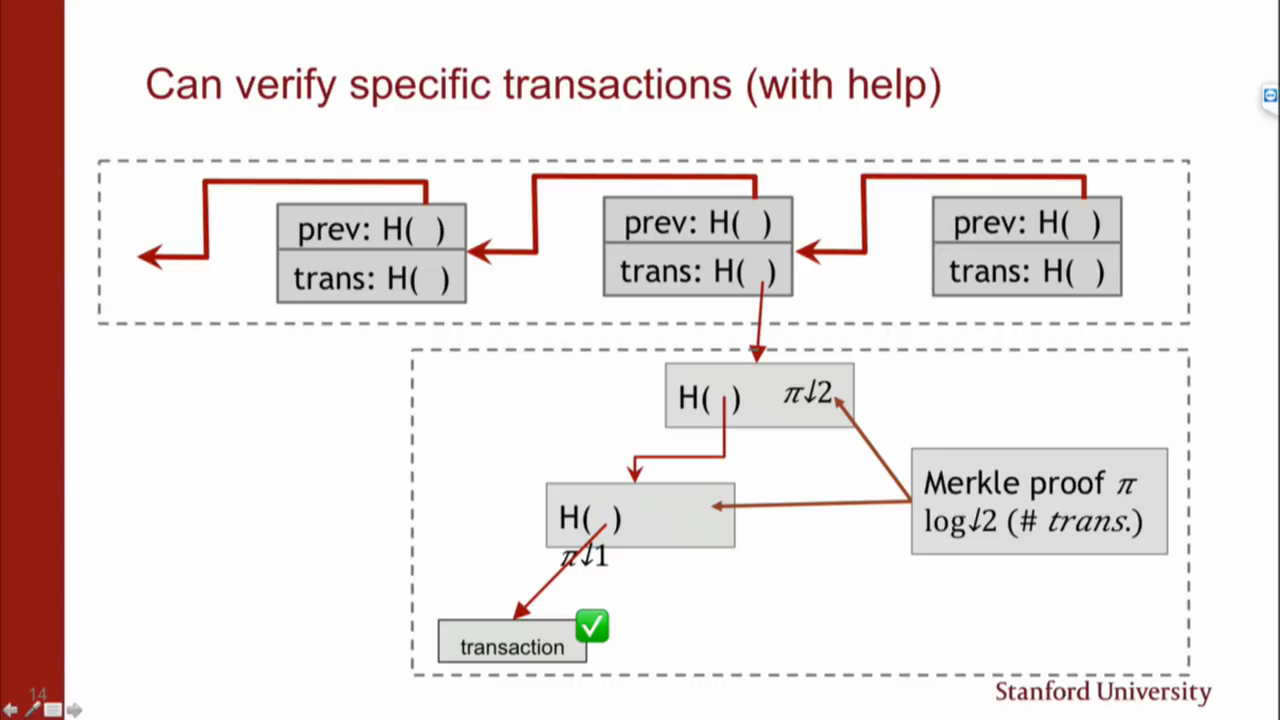 Can verify specific transactions (with help)
prev: H( )
trans: H( )
prev: H( )
trans: H( )
prev: H( )
trans: H( )
H( ) π↓2
H( )
π↓1
Merkle proof π
log↓2 (# trans.)
transaction
14
Stanford University